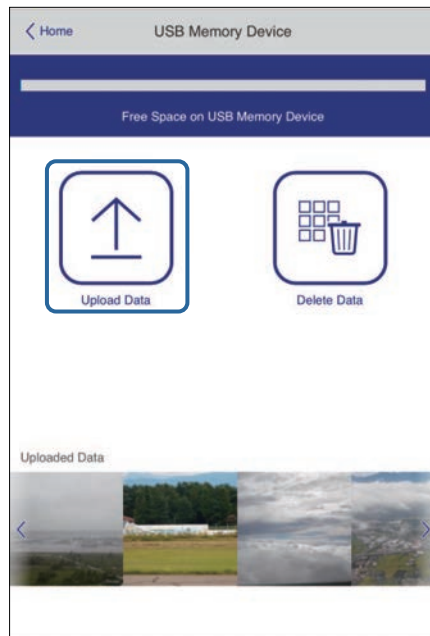 Home
USB Memory Device
Free Space on USB Memory Device
Upload Data
Delete Data
Uploaded Data